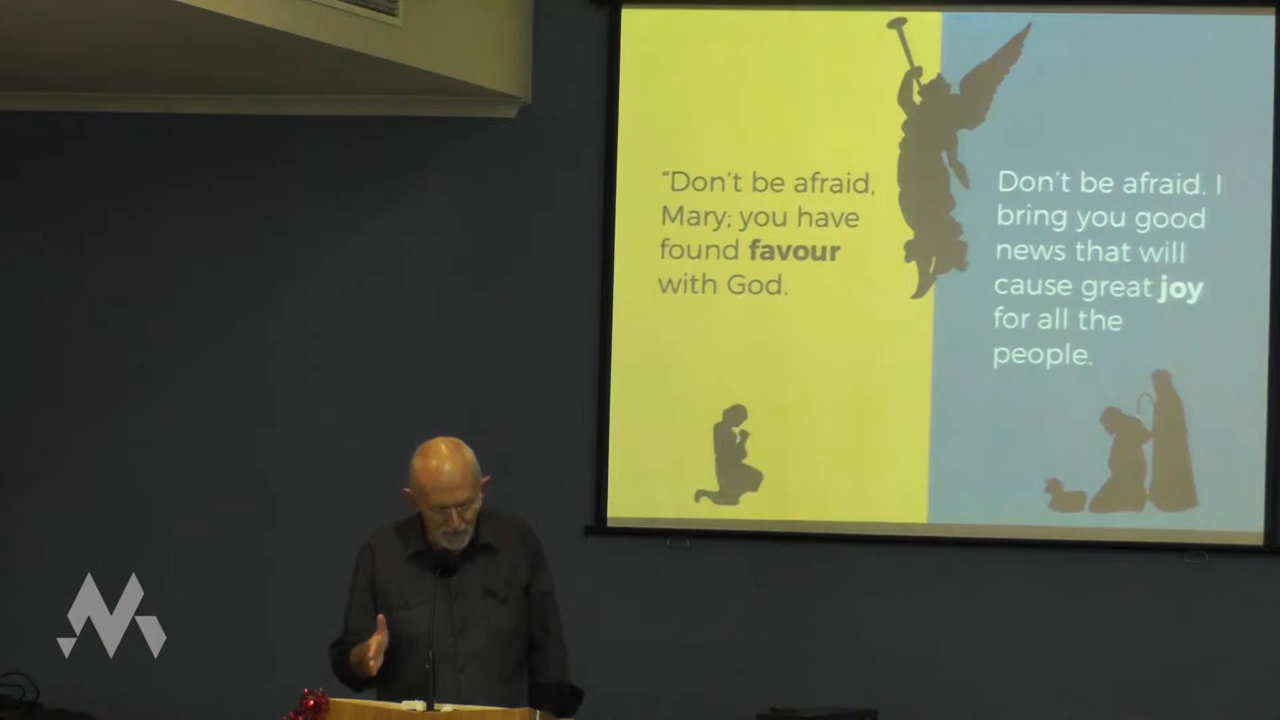 “Don't be afraid,
Mary; you have
found favour
with God.
Don't be afraid. I
bring you good
news that will
cause great joy
for all the
people.